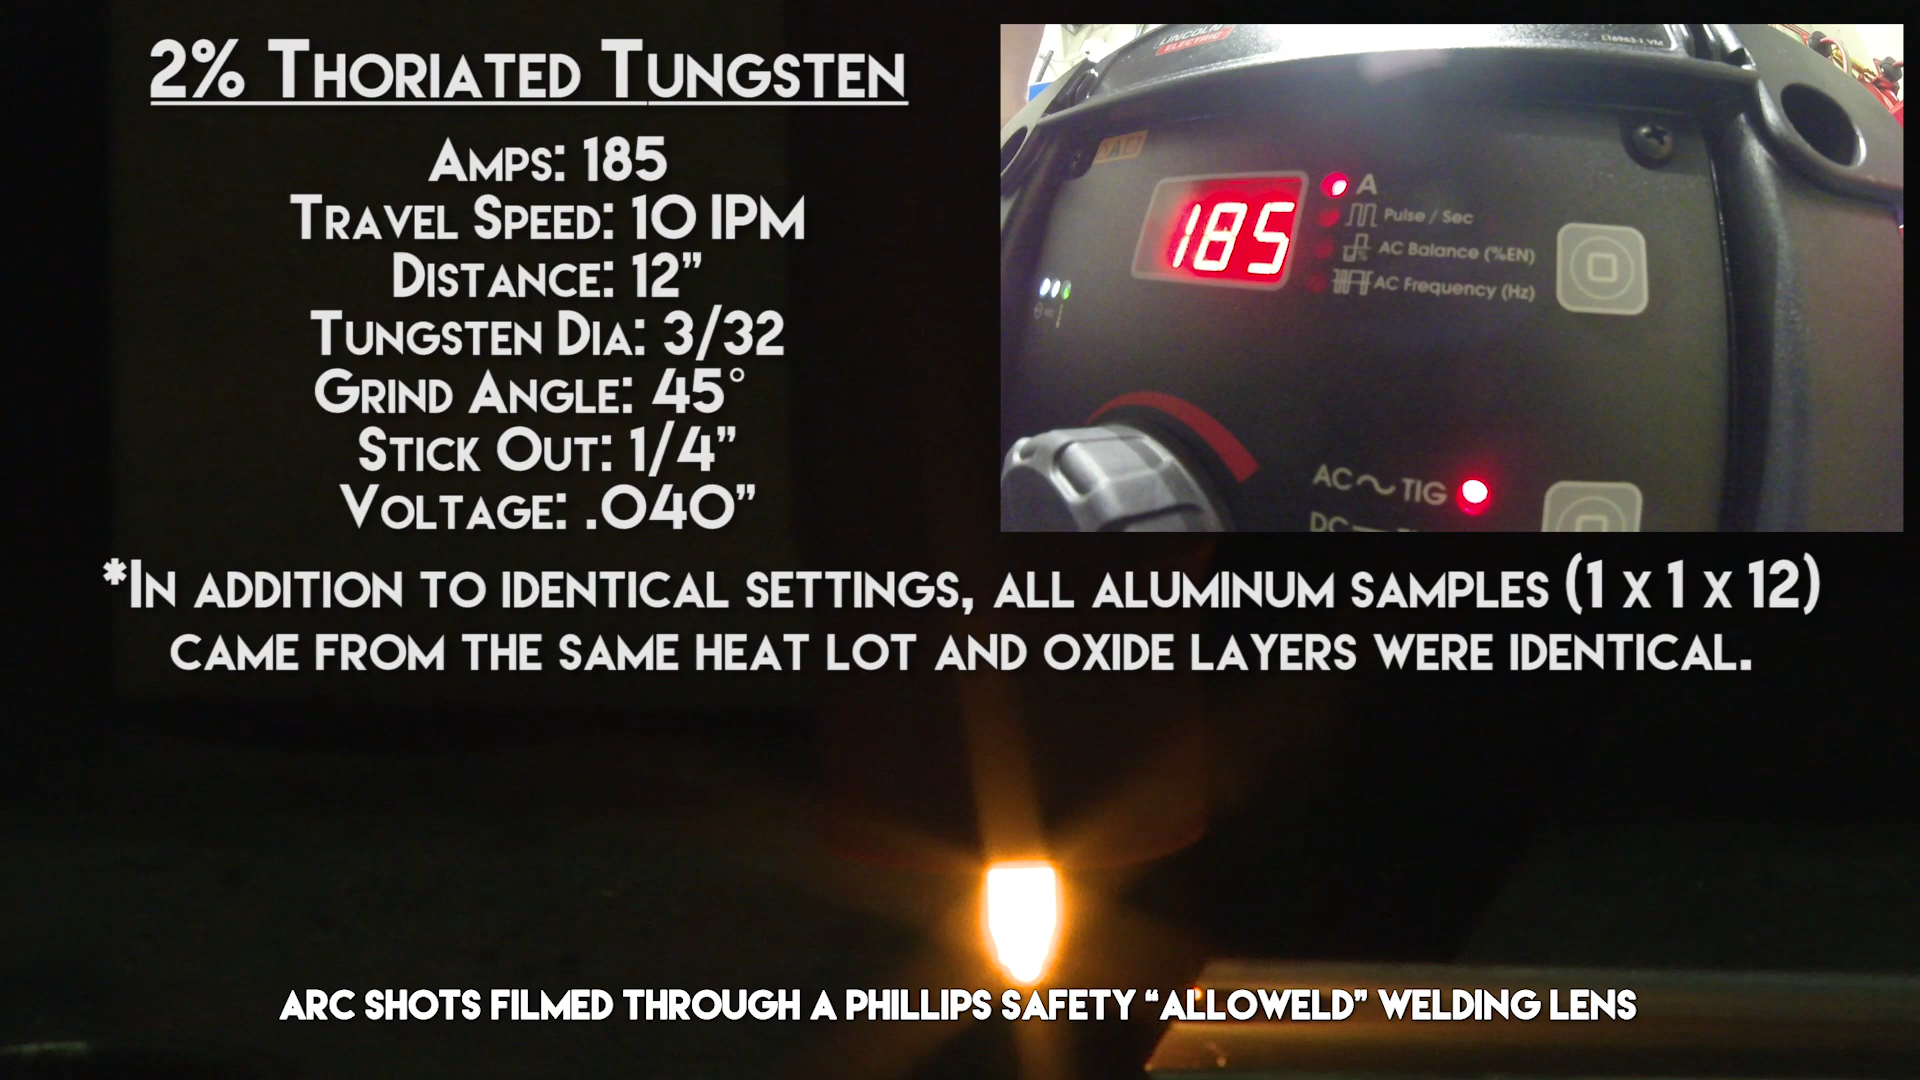 2% Thoriated Tungsten
Amps: 185
Travel Speed: 10 IPM
Distance: 12”
Tungsten Dia: 3/32
Grind Angle: 45°
Stick Out: 1/4”
Voltage: .040”
LINCOLN
ELECTRIC
185
A
Pulse / Sec
AC Balance (%EN)
AC Frequency (Hz)
AC TIG
DC
*In addition to identical settings, all aluminum samples (1 x 1 x 12)
came from the same heat lot and oxide layers were identical.
ARC SHOTS FILMED THROUGH A PHILLIPS SAFETY “ALLOWELD” WELDING LENS